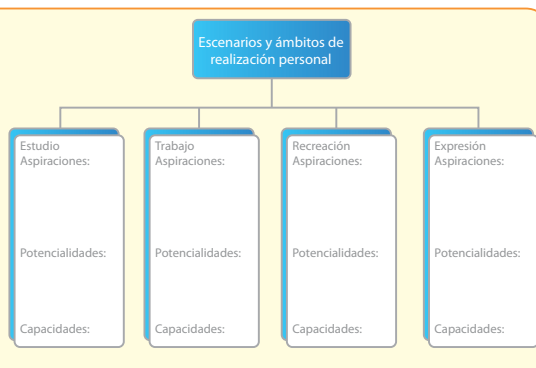 Escenarios y ámbitos de
realización personal
Estudio
Aspiraciones:
Potencialidades:
Capacidades:
Trabajo
Aspiraciones:
Potencialidades:
Capacidades:
Recreación
Aspiraciones:
Potencialidades:
Capacidades:
Expresión
Aspiraciones:
Potencialidades:
Capacidades: